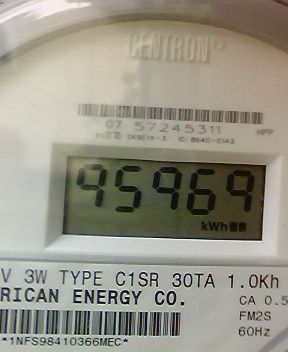 CENTRON®
07 57245311 HPP
95969
kWh
V 3W TYPE C1SR 30TA 1.0Kh
RICAN ENERGY CO. CA 0.5
FM2S
*1NFS98410366MEC* 60Hz